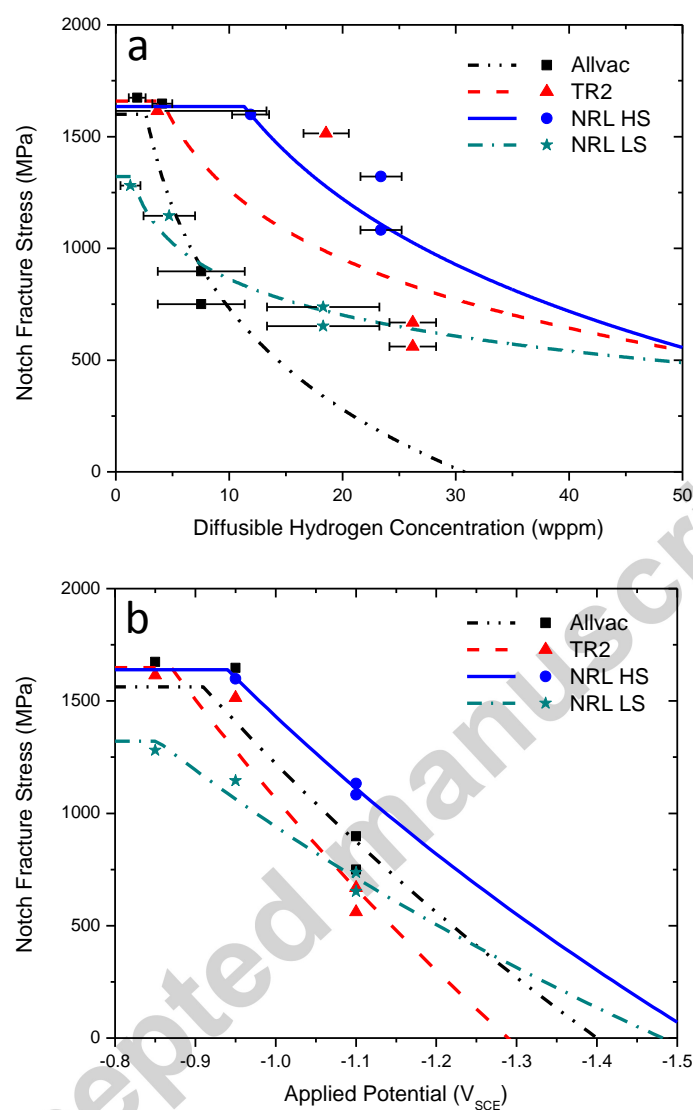 a
2000
1500
1000
500
0
Notch Fracture Stress (MPa)
Allvac
TR2
NRL HS
NRL LS
0 10 20 30 40 50
Diffusible Hydrogen Concentration (wppm)
b
2000
1500
1000
500
0
Notch Fracture Stress (MPa)
Allvac
TR2
NRL HS
NRL LS
-0.8 -0.9 -1.0 -1.1 -1.2 -1.3 -1.4 -1.5
Applied Potential (V_SCE)
epted manuscr